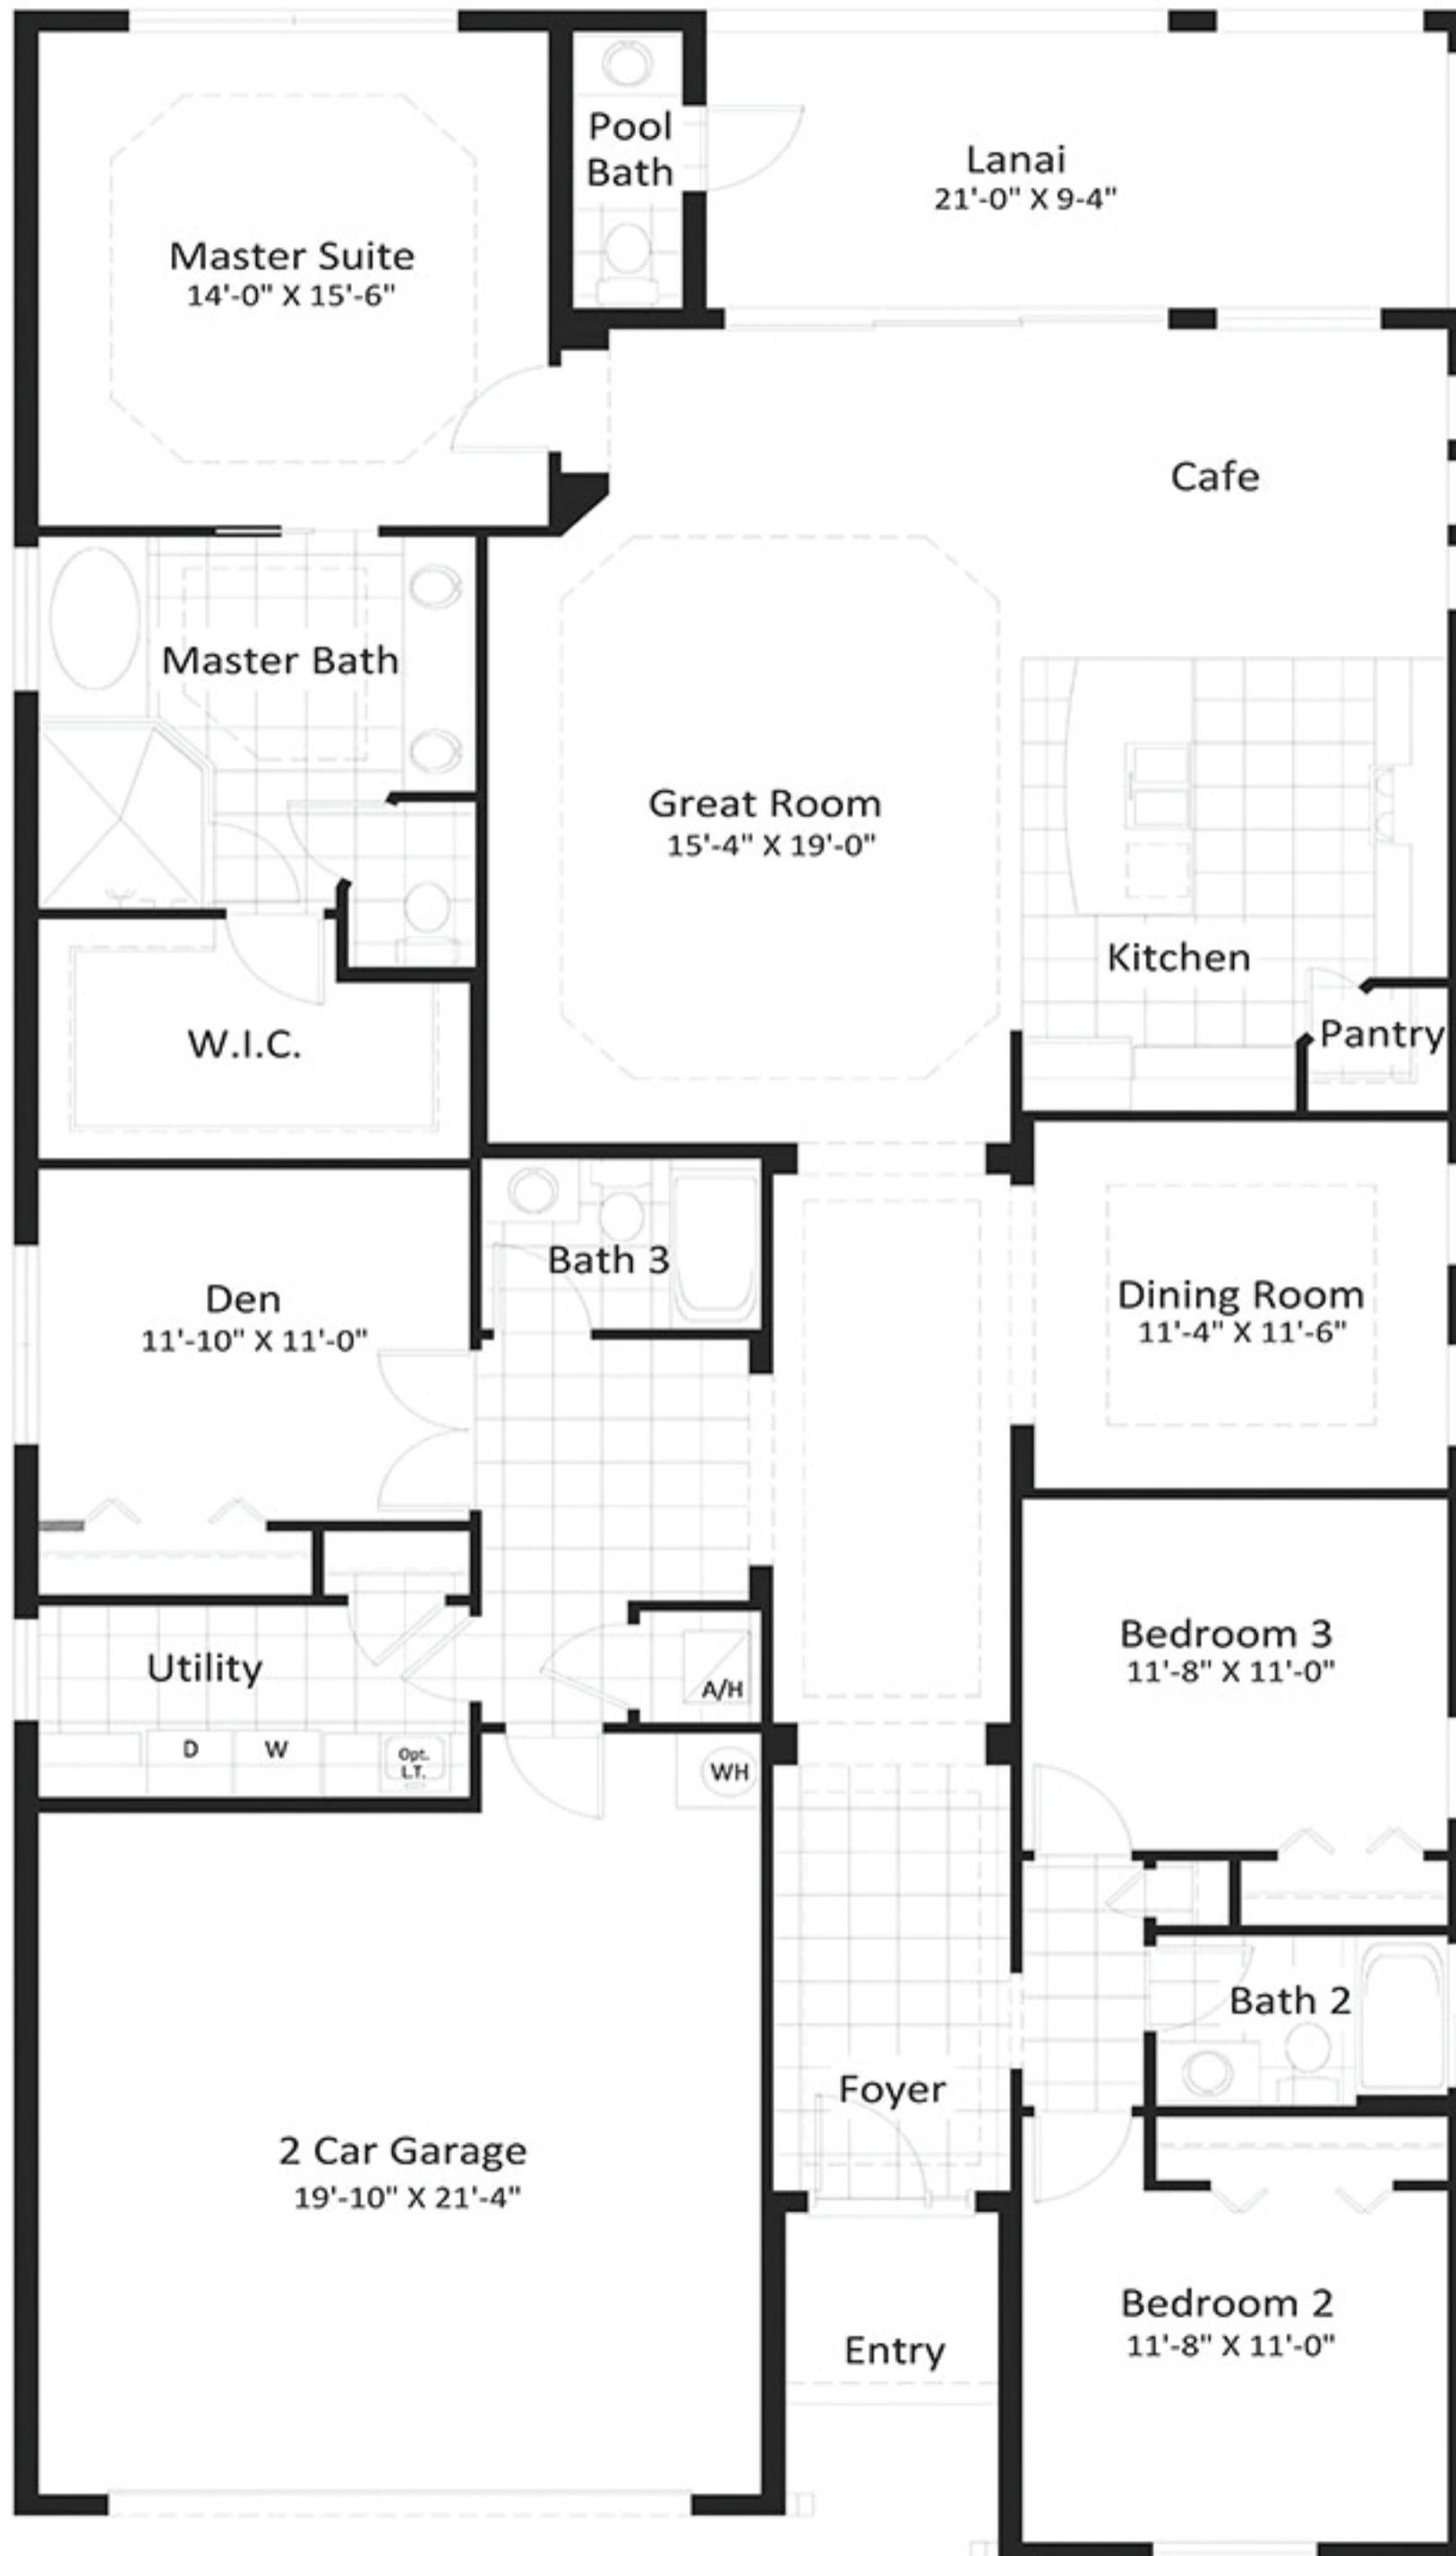 Pool
Bath
Lanai
21'-0" X 9-4"
Master Suite
14'-0" X 15'-6"
Cafe
Master Bath
Great Room
15'-4" X 19'-0"
Kitchen
Pantry
W.I.C.
Bath 3
Den
11'-10" X 11'-0"
Dining Room
11'-4" X 11'-6"
Bedroom 3
11'-8" X 11'-0"
Utility
A/H
D
W
Opt.
L.T.
WH
Bath 2
Foyer
2 Car Garage
19'-10" X 21'-4"
Bedroom 2
11'-8" X 11'-0"
Entry